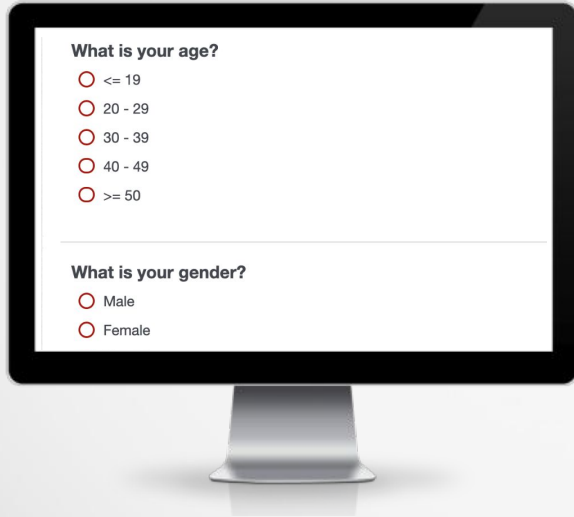 What is your age?
<= 19
20 - 29
30 - 39
40 - 49
>= 50
What is your gender?
Male
Female